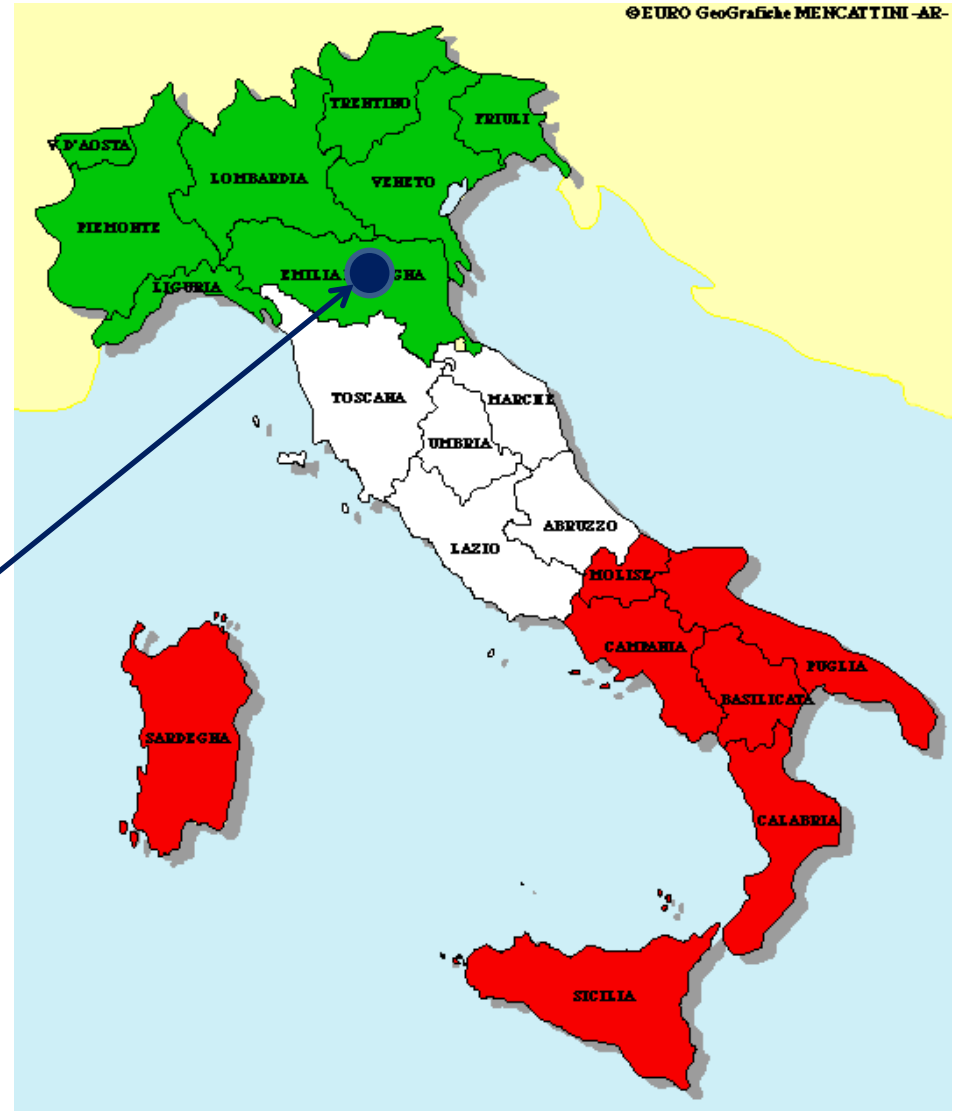 ©EURO GeoGrafiche MENCATTINI -AR-
TRENTINO
FRIULI
V D'AOSTA
LOMBARDIA
VENETO
PIEMONTE
EMILIA GNA
LIGURIA
TOSCANA
MARCHE
UMBRIA
ABRUZZO
LAZIO
MOLISE
CAMPANIA
PUGLIA
BASILICATA
SARDEGNA
CALABRIA
SICILIA